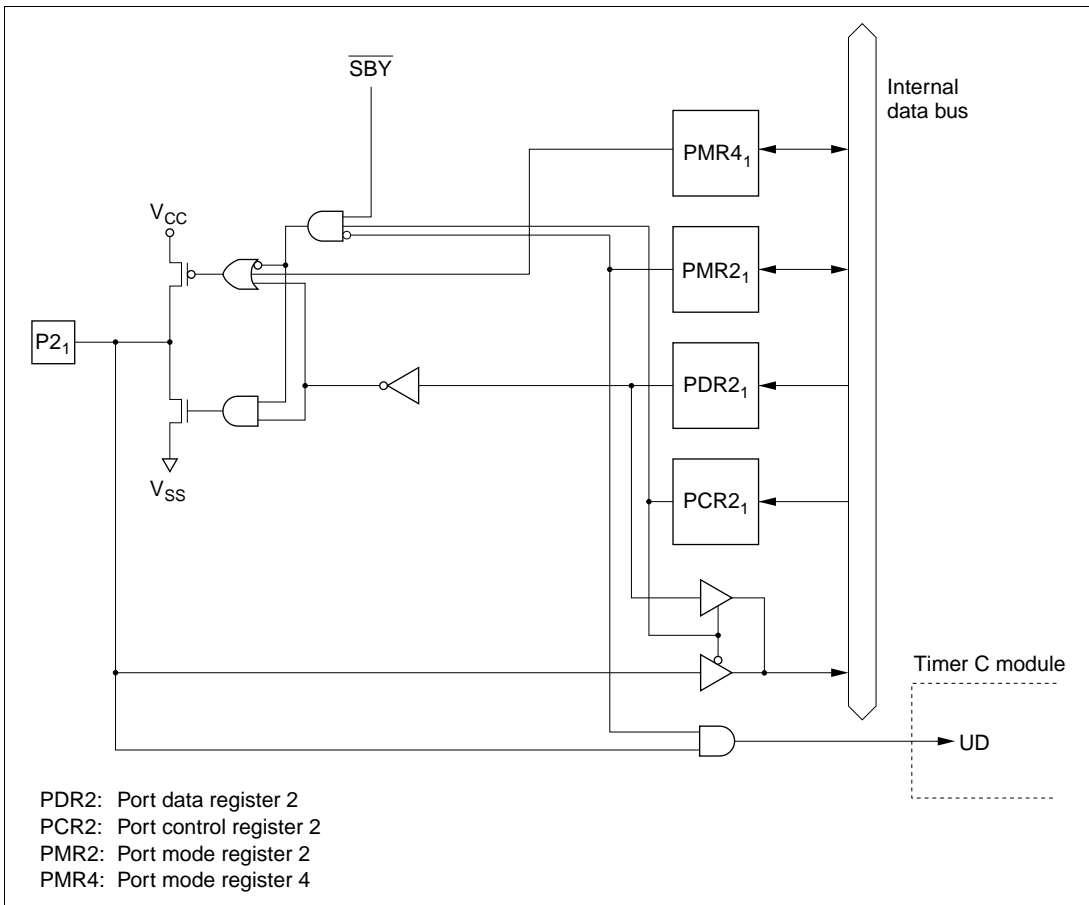 SBY
Internal
data bus
PMR4₁
V_CC
PMR2₁
P2₁
PDR2₁
V_SS
PCR2₁
Timer C module
UD
PDR2: Port data register 2
PCR2: Port control register 2
PMR2: Port mode register 2
PMR4: Port mode register 4